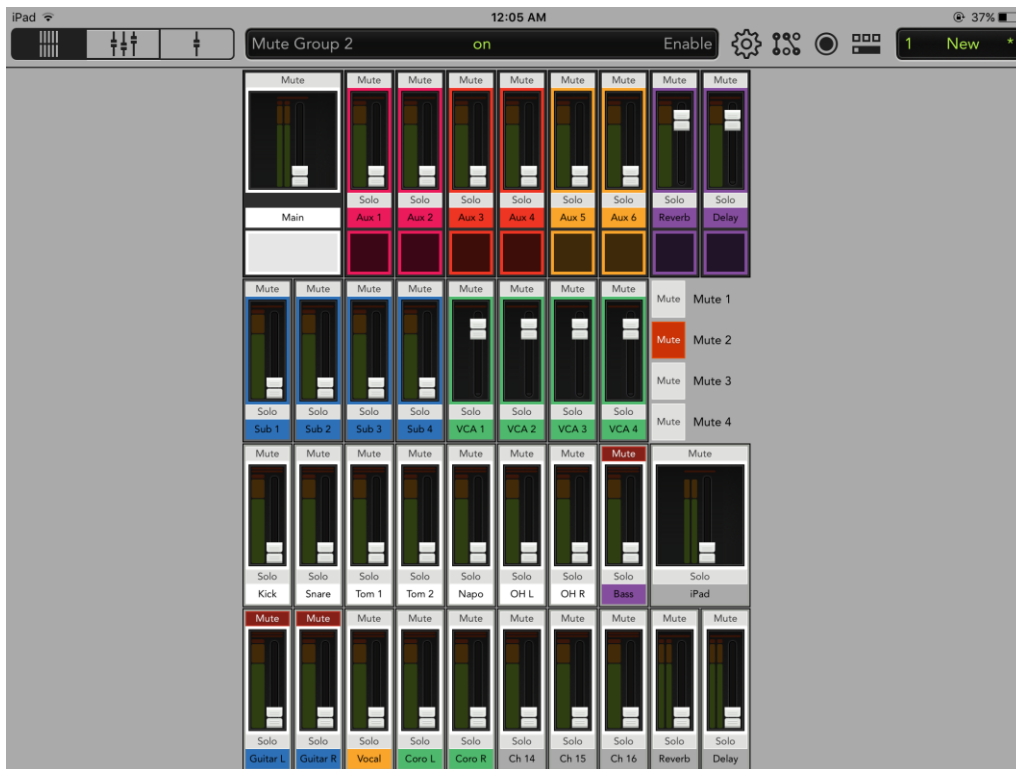 iPad 12:05 AM 37%
Mute Group 2 on Enable 1 New *
Mute Mute Mute Mute Mute Mute Mute Mute Mute
Solo Solo Solo Solo Solo Solo Solo Solo
Main Aux 1 Aux 2 Aux 3 Aux 4 Aux 5 Aux 6 Reverb Delay
Mute Mute Mute Mute Mute Mute Mute Mute
Mute Mute 1
Mute Mute 2
Mute Mute 3
Mute Mute 4
Solo Solo Solo Solo Solo Solo Solo Solo
Sub 1 Sub 2 Sub 3 Sub 4 VCA 1 VCA 2 VCA 3 VCA 4
Mute Mute Mute Mute Mute Mute Mute Mute Mute
Solo Solo Solo Solo Solo Solo Solo Solo Solo
Kick Snare Tom 1 Tom 2 Napo OH L OH R Bass iPad
Mute Mute Mute Mute Mute Mute Mute Mute Mute Mute
Solo Solo Solo Solo Solo Solo Solo Solo Solo Solo
Guitar L Guitar R Vocal Coro L Coro R Ch 14 Ch 15 Ch 16 Reverb Delay